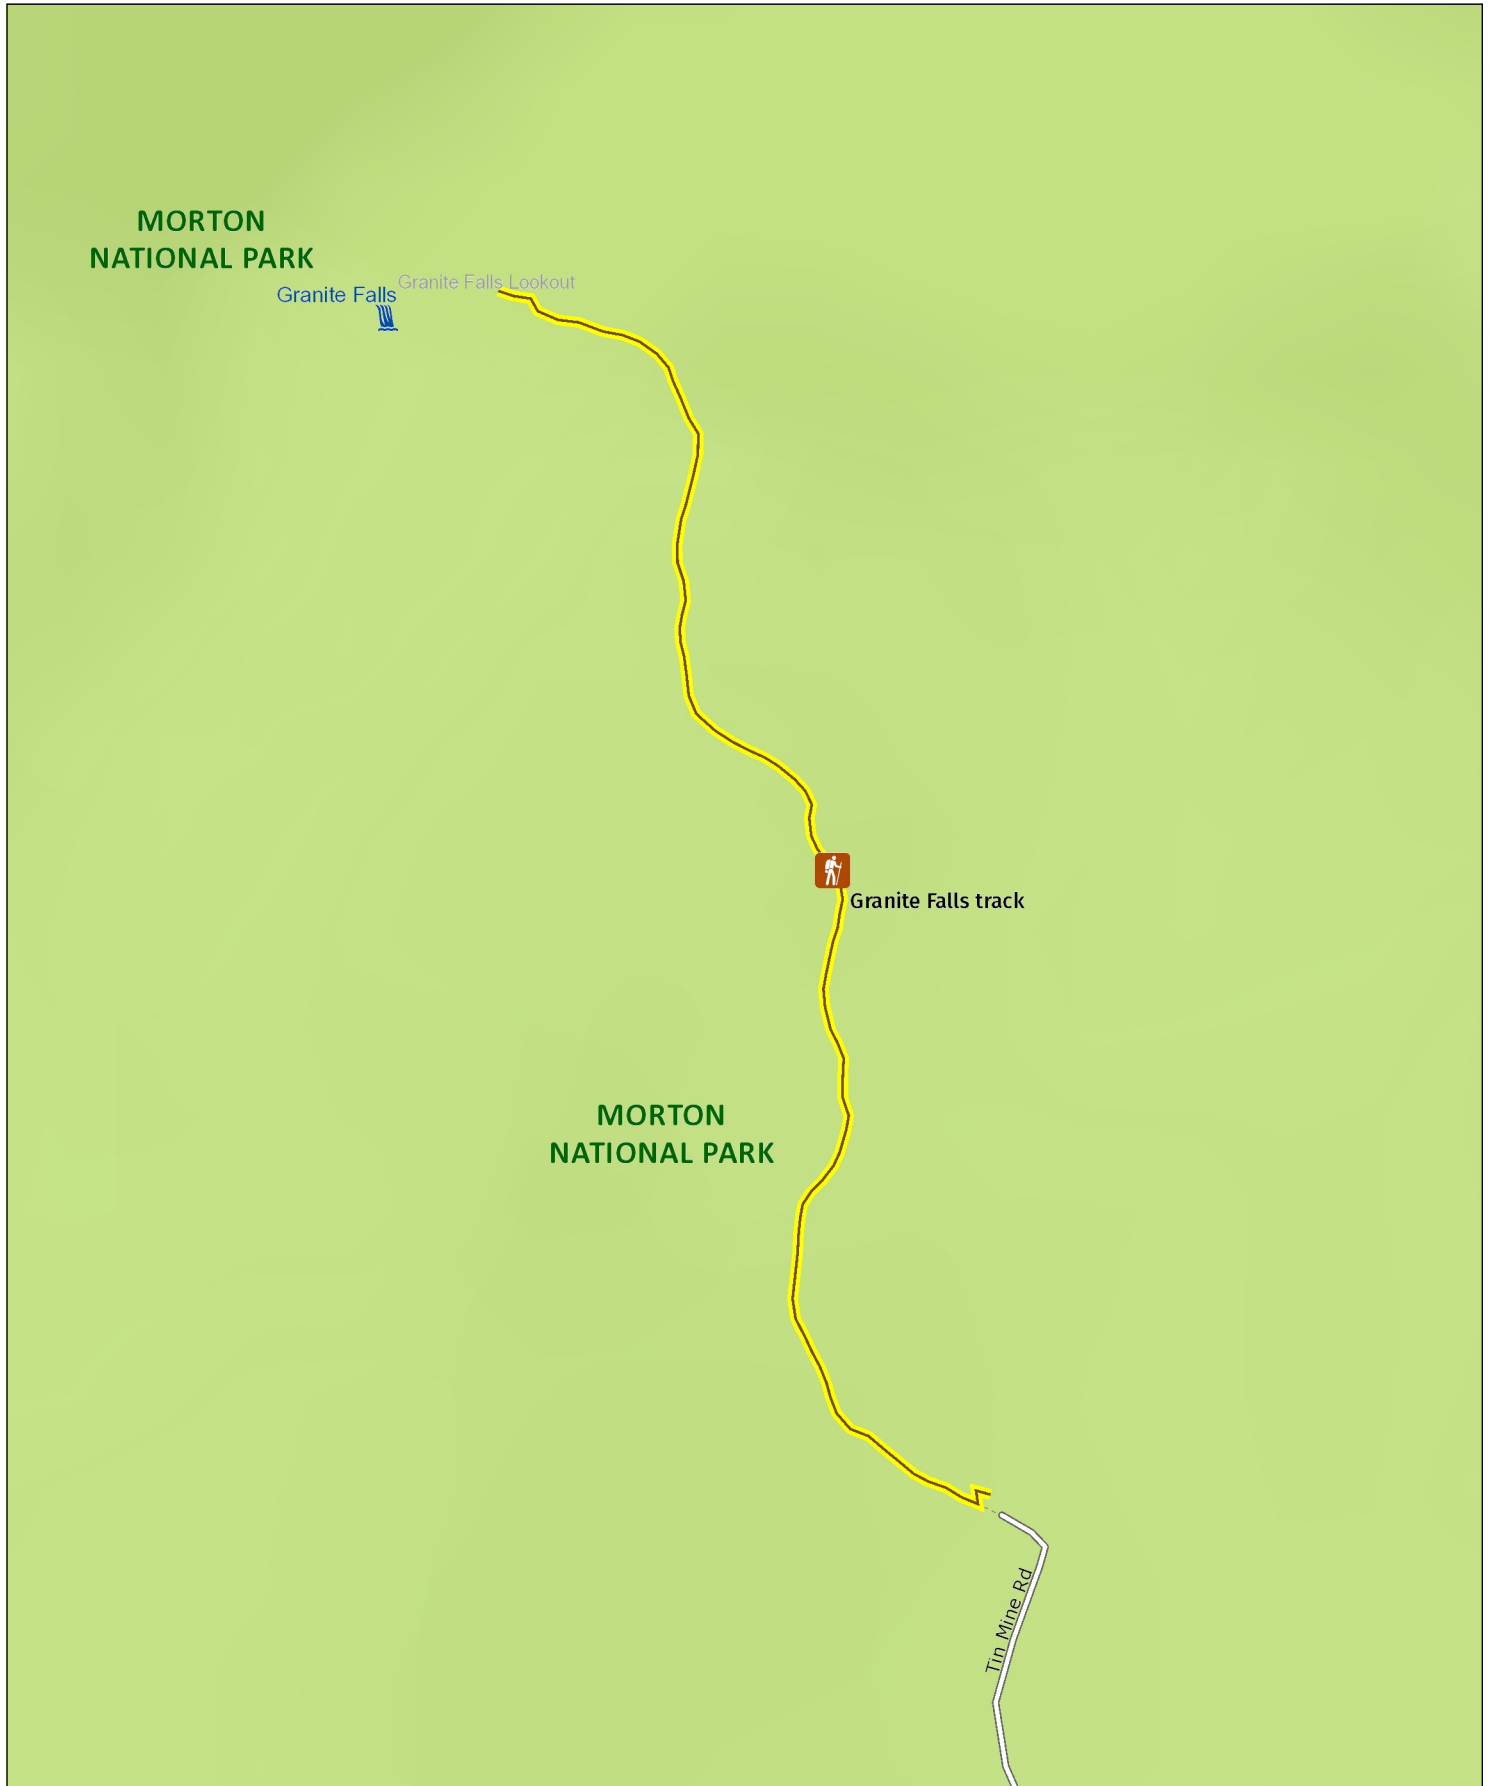 MORTON
NATIONAL PARK
Granite Falls Lookout
Granite Falls
Granite Falls track
MORTON
NATIONAL PARK
Tin Mine Rd